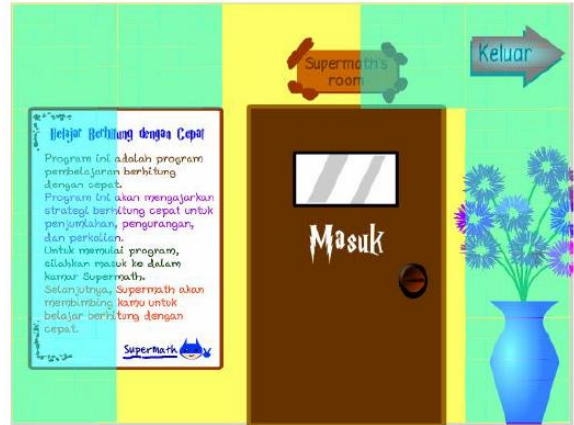 Supermath's
room
Keluar
Belajar Berhitung dengan Cepat
Program ini adalah program
pembelajaran berhitung
dengan cepat.
Program ini akan mengajarkan
strategi berhitung cepat untuk
penjumlahan, pengurangan,
dan perkalian.
Untuk memulai program,
silahkan masuk ke dalam
kamar Supermath.
Selanjutnya, Supermath akan
membimbing kamu untuk
belajar berhitung dengan
cepat.
Supermath
Masuk